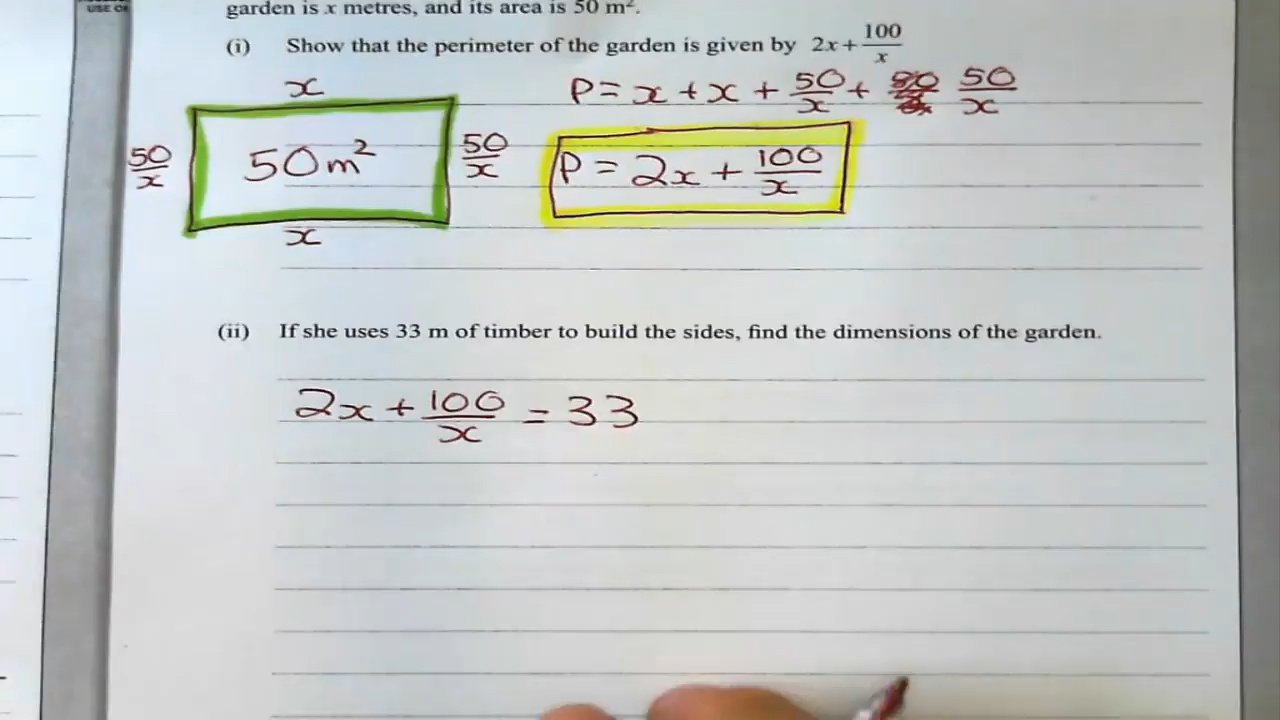 USE O
garden is x metres, and its area is 50 m².
(i) Show that the perimeter of the garden is given by 2x + 100/x
x
P = x + x + 50/x + 50/x
50/x 50m² 50/x
P = 2x + 100/x
x
(ii) If she uses 33 m of timber to build the sides, find the dimensions of the garden.
2x + 100/x = 33